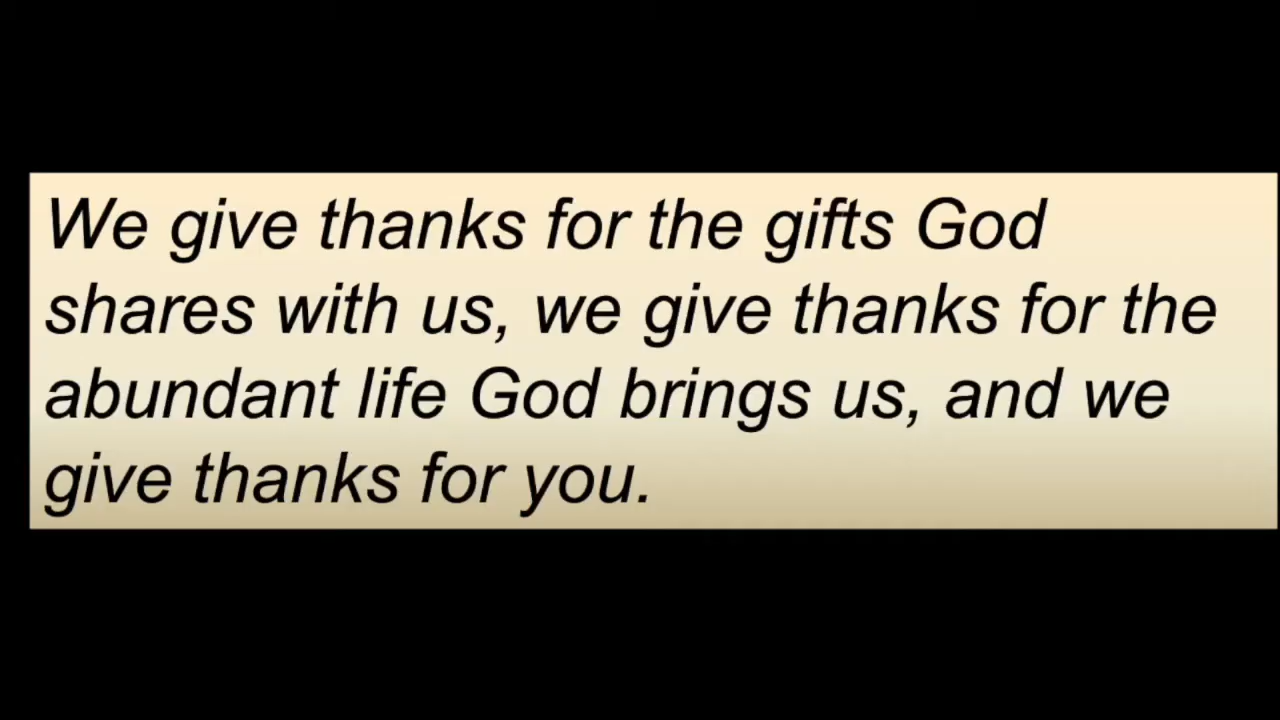 We give thanks for the gifts God
shares with us, we give thanks for the
abundant life God brings us, and we
give thanks for you.